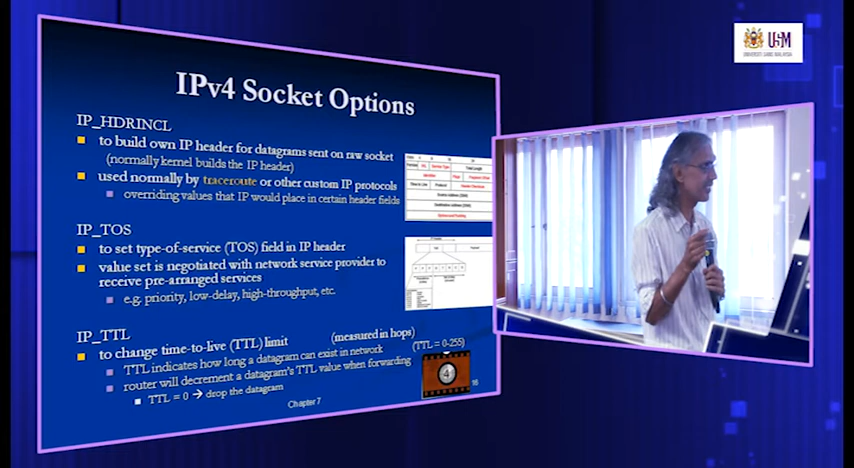 USM
UNIVERSITI SAINS MALAYSIA
IPv4 Socket Options
IP_HDRINCL
to build own IP header for datagrams sent on raw socket
(normally kernel builds the IP header)
used normally by traceroute or other custom IP protocols
overriding values that IP would place in certain header fields
IP_TOS
to set type-of-service (TOS) field in IP header
value set is negotiated with network service provider to
receive pre-arranged services
e.g. priority, low-delay, high-throughput, etc.
IP_TTL
to change time-to-live (TTL) limit (measured in hops)
TTL indicates how long a datagram can exist in network (TTL = 0-255)
router will decrement a datagram's TTL value when forwarding
TTL = 0 → drop the datagram
4
16
Chapter 7